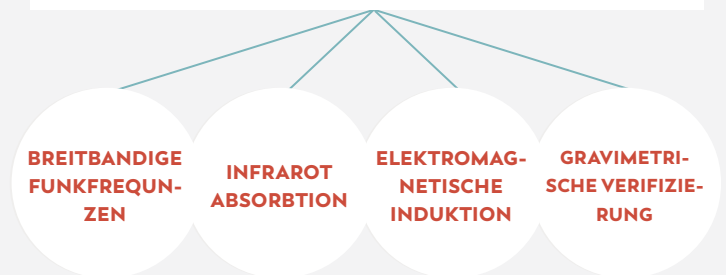 BREITBANDIGE
FUNKFREQUN-
ZEN
INFRAROT
ABSORBTION
ELEKTROMAG-
NETISCHE
INDUKTION
GRAVIMETRI-
SCHE VERIFIZIE-
RUNG